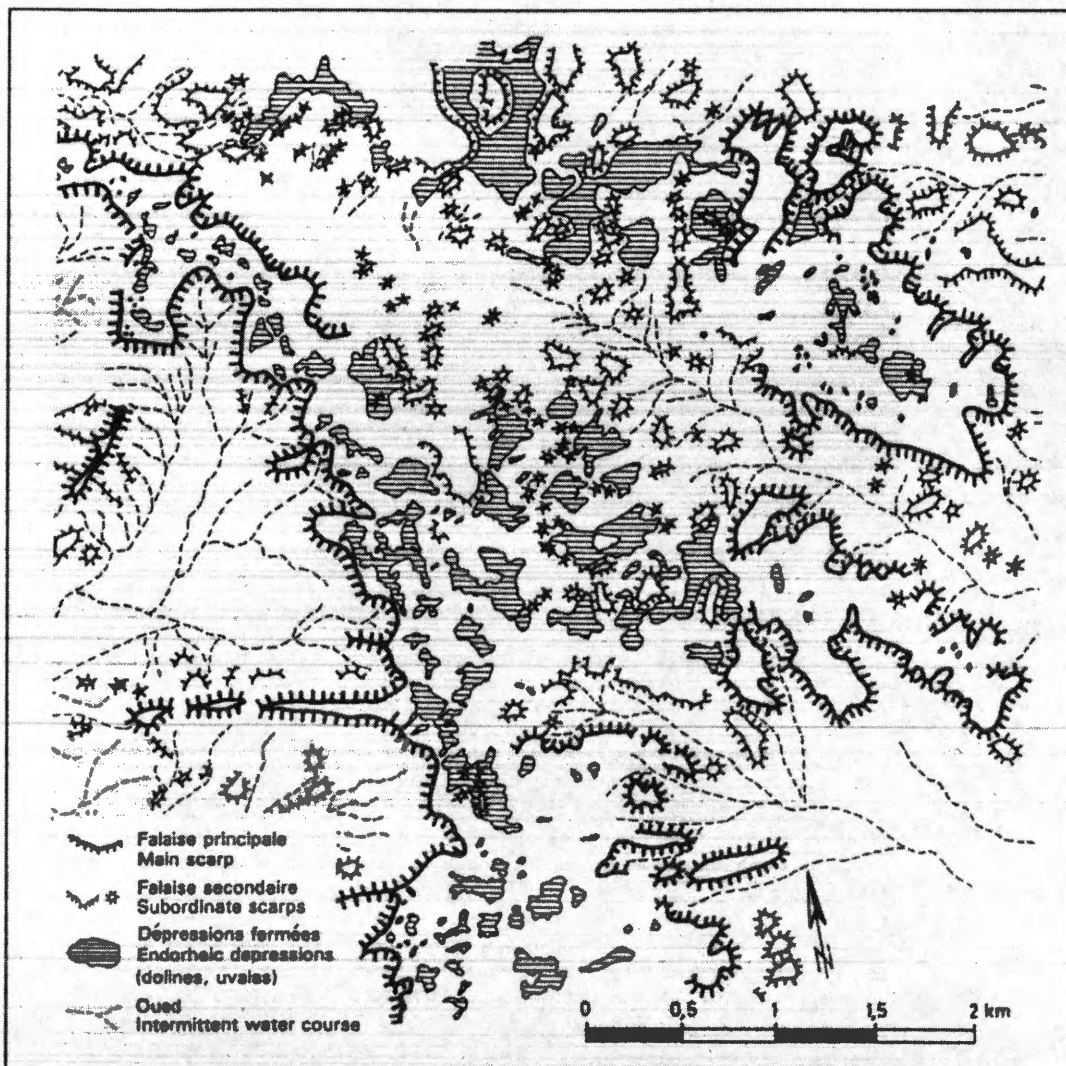 Falaise principale
Main scarp
Falaise secondaire
Subordinate scarps
Dépressions fermées
Endorheic depressions
(dolines, uvalas)
Oued
Intermittent water course
N
0 0,5 1 1,5 2 km